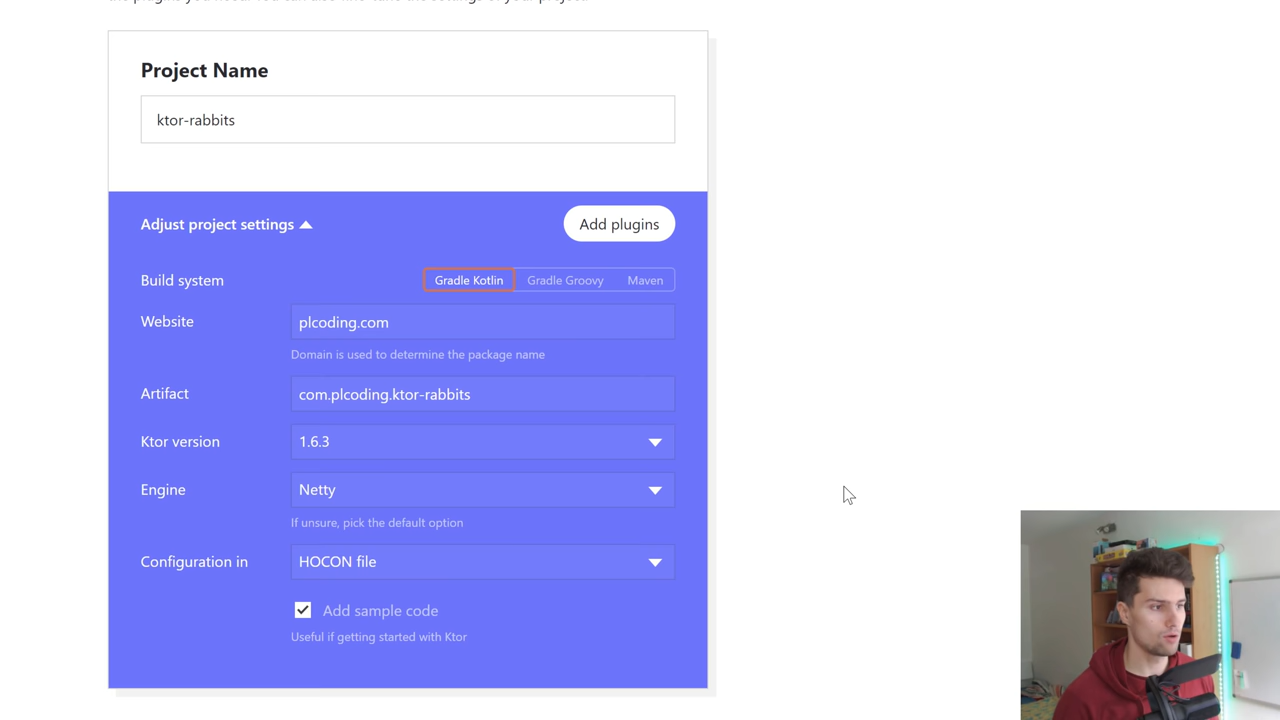 Project Name
ktor-rabbits
Adjust project settings
Add plugins
Build system
Gradle Kotlin
Gradle Groovy
Maven
Website
plcoding.com
Domain is used to determine the package name
Artifact
com.plcoding.ktor-rabbits
Ktor version
1.6.3
Engine
Netty
If unsure, pick the default option
Configuration in
HOCON file
Add sample code
Useful if getting started with Ktor